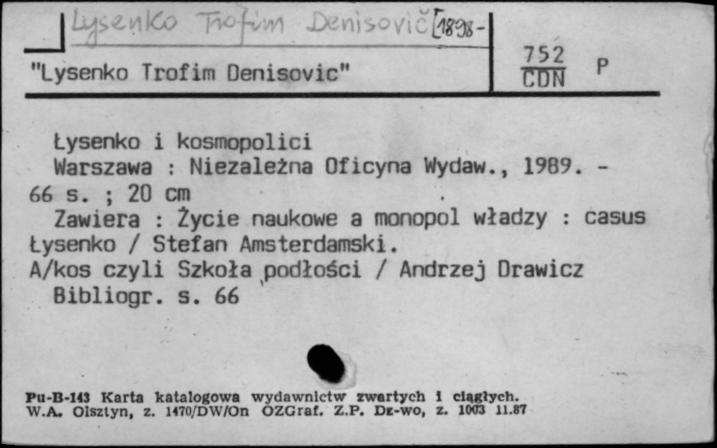 Lysenko Trofim Denisovič [1898-
"Lysenko Trofim Denisovic"
752
CDN
P
Łysenko i kosmopolici
Warszawa : Niezależna Oficyna Wydaw., 1989. -
66 s. ; 20 cm
Zawiera : Życie naukowe a monopol władzy : casus
Łysenko / Stefan Amsterdamski.
A/kos czyli Szkoła podłości / Andrzej Drawicz
Bibliogr. s. 66
Pu-B-143 Karta katalogowa wydawnictw zwartych i ciągłych.
W.A. Olsztyn, z. 1470/DW/On OZGraf. Z.P. Dz-wo, z. 1003 11.87